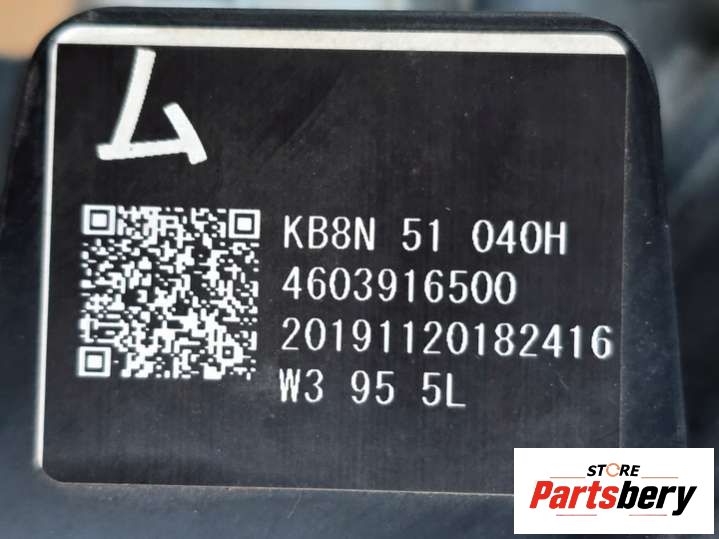 ム
KB8N 51 040H
4603916500
20191120182416
W3 95 5L
STORE
Partsbery